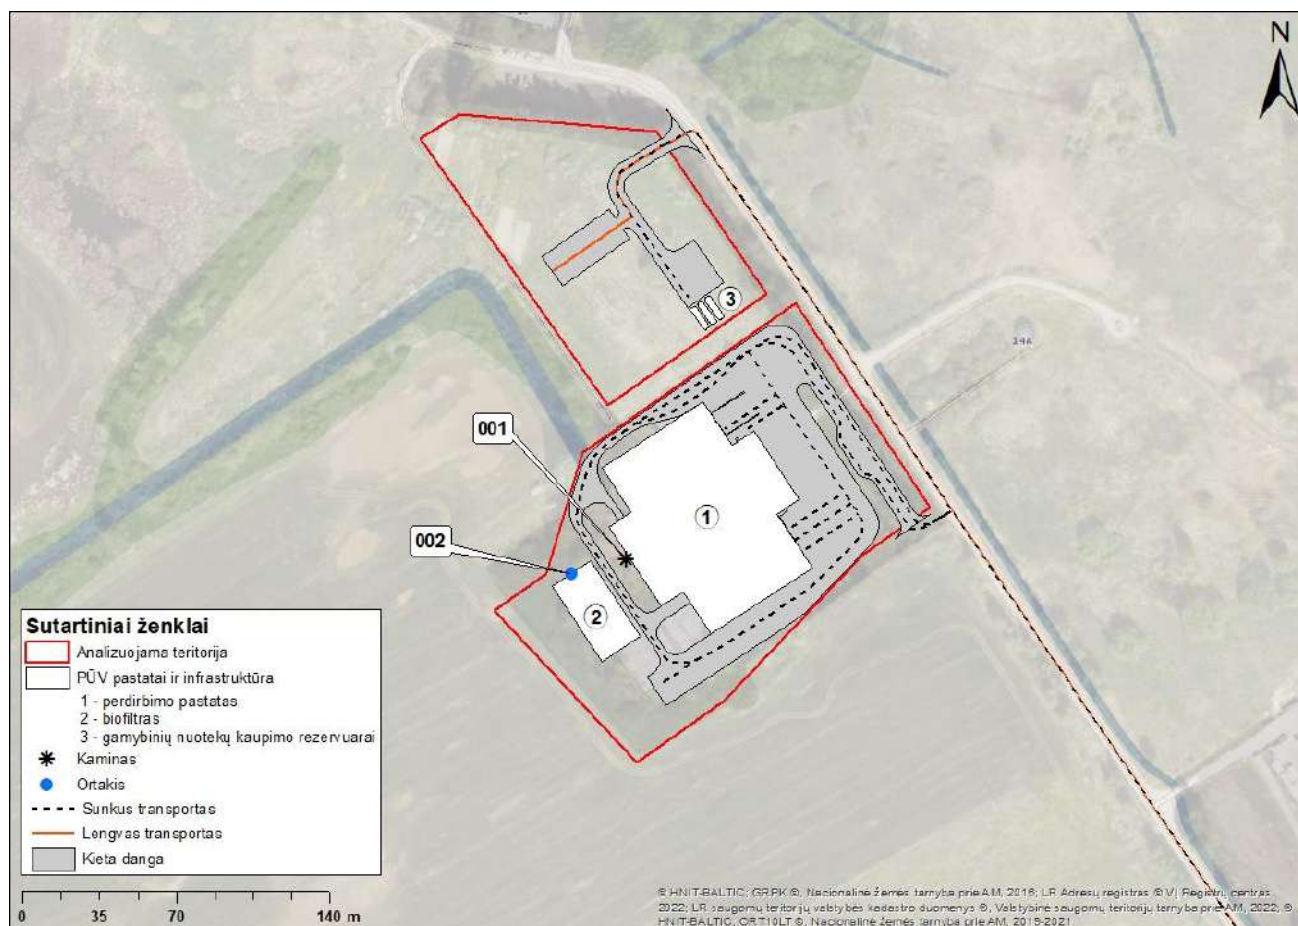 N
3
14A
001
1
002
2
Sutartiniai ženklai
Analizuojama teritorija
PŪV pastatai ir infrastruktūra
1 - perdirbimo pastatas
2 - biofiltras
3 - gamybinių nuotekų kaupimo rezervuarai
Kaminas
Ortakis
Sunkus transportas
Lengvas transportas
Kieta danga
0 35 70 140 m
© HNIT-BALTIC; GRPK ©, Nacionalinė žemės tarnyba prie AM, 2016; LR Adresų registras © VĮ Registrų centras,
2022; LR saugomų teritorijų valstybės kadastro duomenys ©, Valstybinė saugomų teritorijų tarnyba prie AM, 2022; ©
HNIT-BALTIC, ORT10LT ©, Nacionalinė žemės tarnyba prie AM, 2019-2021